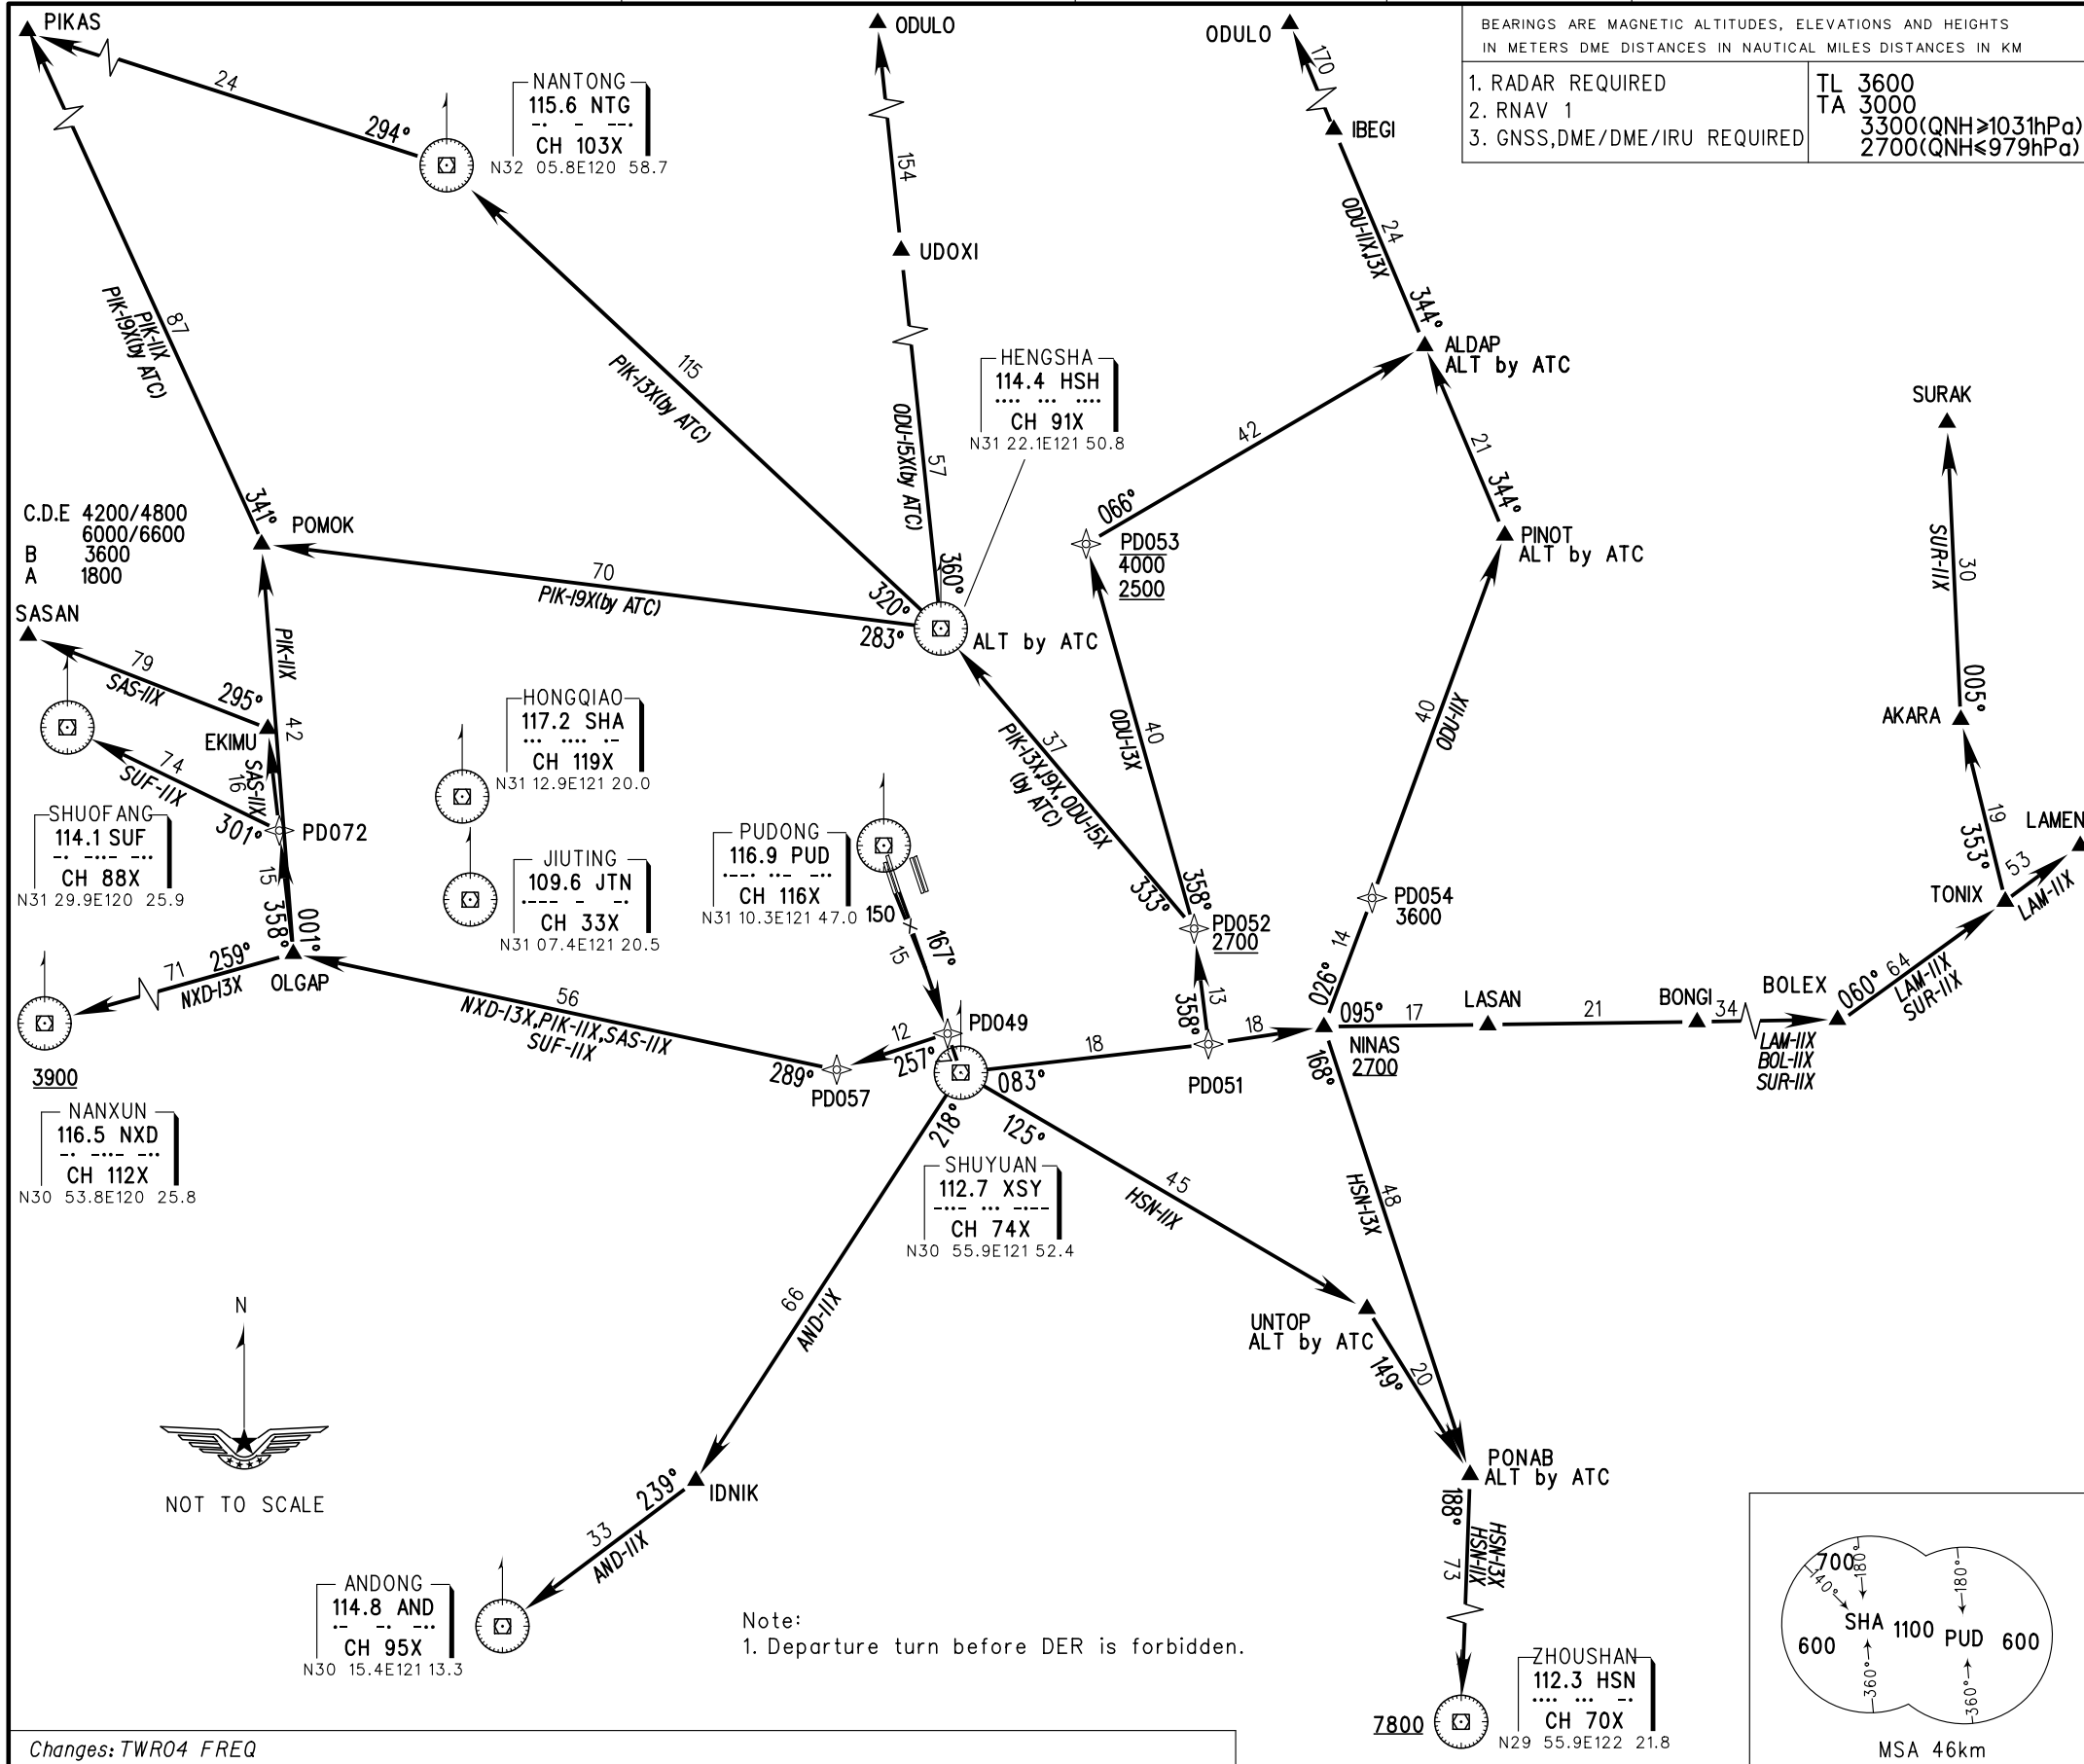 BEARINGS ARE MAGNETIC ALTITUDES, ELEVATIONS AND HEIGHTS
IN METERS DME DISTANCES IN NAUTICAL MILES DISTANCES IN KM
1. RADAR REQUIRED
2. RNAV 1
3. GNSS,DME/DME/IRU REQUIRED
TL 3600
TA 3000
3300(QNH≥1031hPa)
2700(QNH≤979hPa)
PIKAS
24
294°
NANTONG
115.6 NTG
CH 103X
N32 05.8E120 58.7
ODULO
154
UDOXI
ODULO
170
IBEGI
24
ODU-11X,13X
344°
ALDAP
ALT by ATC
87
PIK-11X
PIK-19X(by ATC)
341°
POMOK
115
PIK-13X(by ATC)
57
ODU-15X(by ATC)
360°
HENGSHA
114.4 HSH
CH 91X
N31 22.1E121 50.8
42
066°
PD053
4000
2500
21
344°
PINOT
ALT by ATC
SURAK
30
SUR-11X
005°
AKARA
19
353°
TONIX
LAMEN
53
LAM-11X
C.D.E 4200/4800
6000/6600
B 3600
A 1800
SASAN
79
SAS-11X
295°
EKIMU
70
PIK-19X(by ATC)
320°
283°
ALT by ATC
PIK-11X
42
74
SUF-11X
16
SAS-11X
301°
PD072
15
358°
001°
SHUOFANG
114.1 SUF
CH 88X
N31 29.9E120 25.9
HONGQIAO
117.2 SHA
CH 119X
N31 12.9E121 20.0
JIUTING
109.6 JTN
CH 33X
N31 07.4E121 20.5
PUDONG
116.9 PUD
CH 116X
N31 10.3E121 47.0
150
15
167°
37
PIK-13X,19X,ODU-15X
(by ATC)
333°
40
ODU-13X
358°
PD052
2700
13
358°
40
ODU-11X
PD054
3600
14
026°
71
NXD-13X
259°
OLGAP
56
NXD-13X,PIK-11X,SAS-11X
SUF-11X
289°
PD057
12
257°
PD049
083°
18
PD051
18
NINAS
2700
095°
17
LASAN
21
BONGI
34
BOLEX
LAM-11X
BOL-11X
SUR-11X
060°
64
LAM-11X
SUR-11X
168°
48
HSN-13X
3900
NANXUN
116.5 NXD
CH 112X
N30 53.8E120 25.8
218°
125°
SHUYUAN
112.7 XSY
CH 74X
N30 55.9E121 52.4
45
HSN-11X
66
AND-11X
UNTOP
ALT by ATC
149°
20
PONAB
ALT by ATC
188°
73
HSN-11X
HSN-13X
N
NOT TO SCALE
IDNIK
239°
33
AND-11X
ANDONG
114.8 AND
CH 95X
N30 15.4E121 13.3
Note:
1. Departure turn before DER is forbidden.
7800
ZHOUSHAN
112.3 HSN
CH 70X
N29 55.9E122 21.8
700
140°
180°
180°
SHA
1100
PUD
600
600
360°
360°
MSA 46km
Changes: TWR04 FREQ